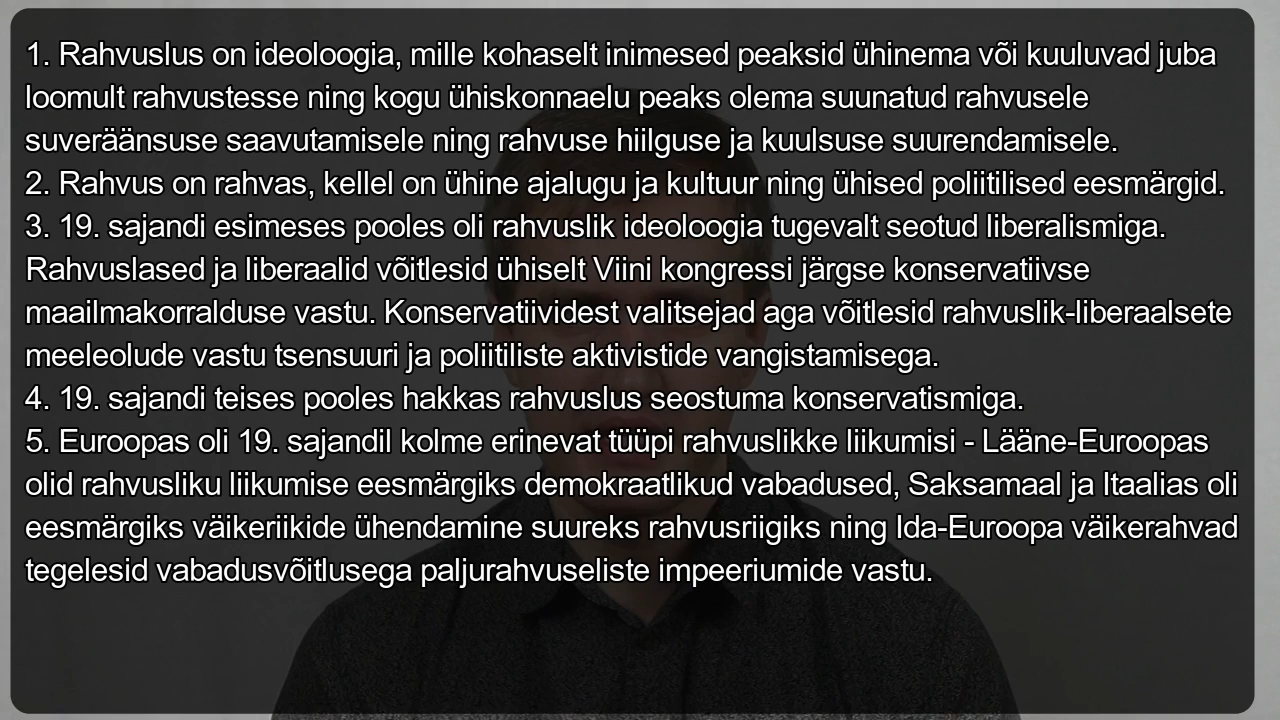 1. Rahvuslus on ideoloogia, mille kohaselt inimesed peaksid ühinema või kuuluvad juba
loomult rahvustesse ning kogu ühiskonnaelu peaks olema suunatud rahvusele
suveräänsuse saavutamisele ning rahvuse hiilguse ja kuulsuse suurendamisele.
2. Rahvus on rahvas, kellel on ühine ajalugu ja kultuur ning ühised poliitilised eesmärgid.
3. 19. sajandi esimeses pooles oli rahvuslik ideoloogia tugevalt seotud liberalismiga.
Rahvuslased ja liberaalid võitlesid ühiselt Viini kongressi järgse konservatiivse
maailmakorralduse vastu. Konservatiividest valitsejad aga võitlesid rahvuslik-liberaalsete
meeleolude vastu tsensuuri ja poliitiliste aktivistide vangistamisega.
4. 19. sajandi teises pooles hakkas rahvuslus seostuma konservatismiga.
5. Euroopas oli 19. sajandil kolme erinevat tüüpi rahvuslikke liikumisi - Lääne-Euroopas
olid rahvusliku liikumise eesmärgiks demokraatlikud vabadused, Saksamaal ja Itaalias oli
eesmärgiks väikeriikide ühendamine suureks rahvusriigiks ning Ida-Euroopa väikerahvad
tegelesid vabadusvõitlusega paljurahvuseliste impeeriumide vastu.